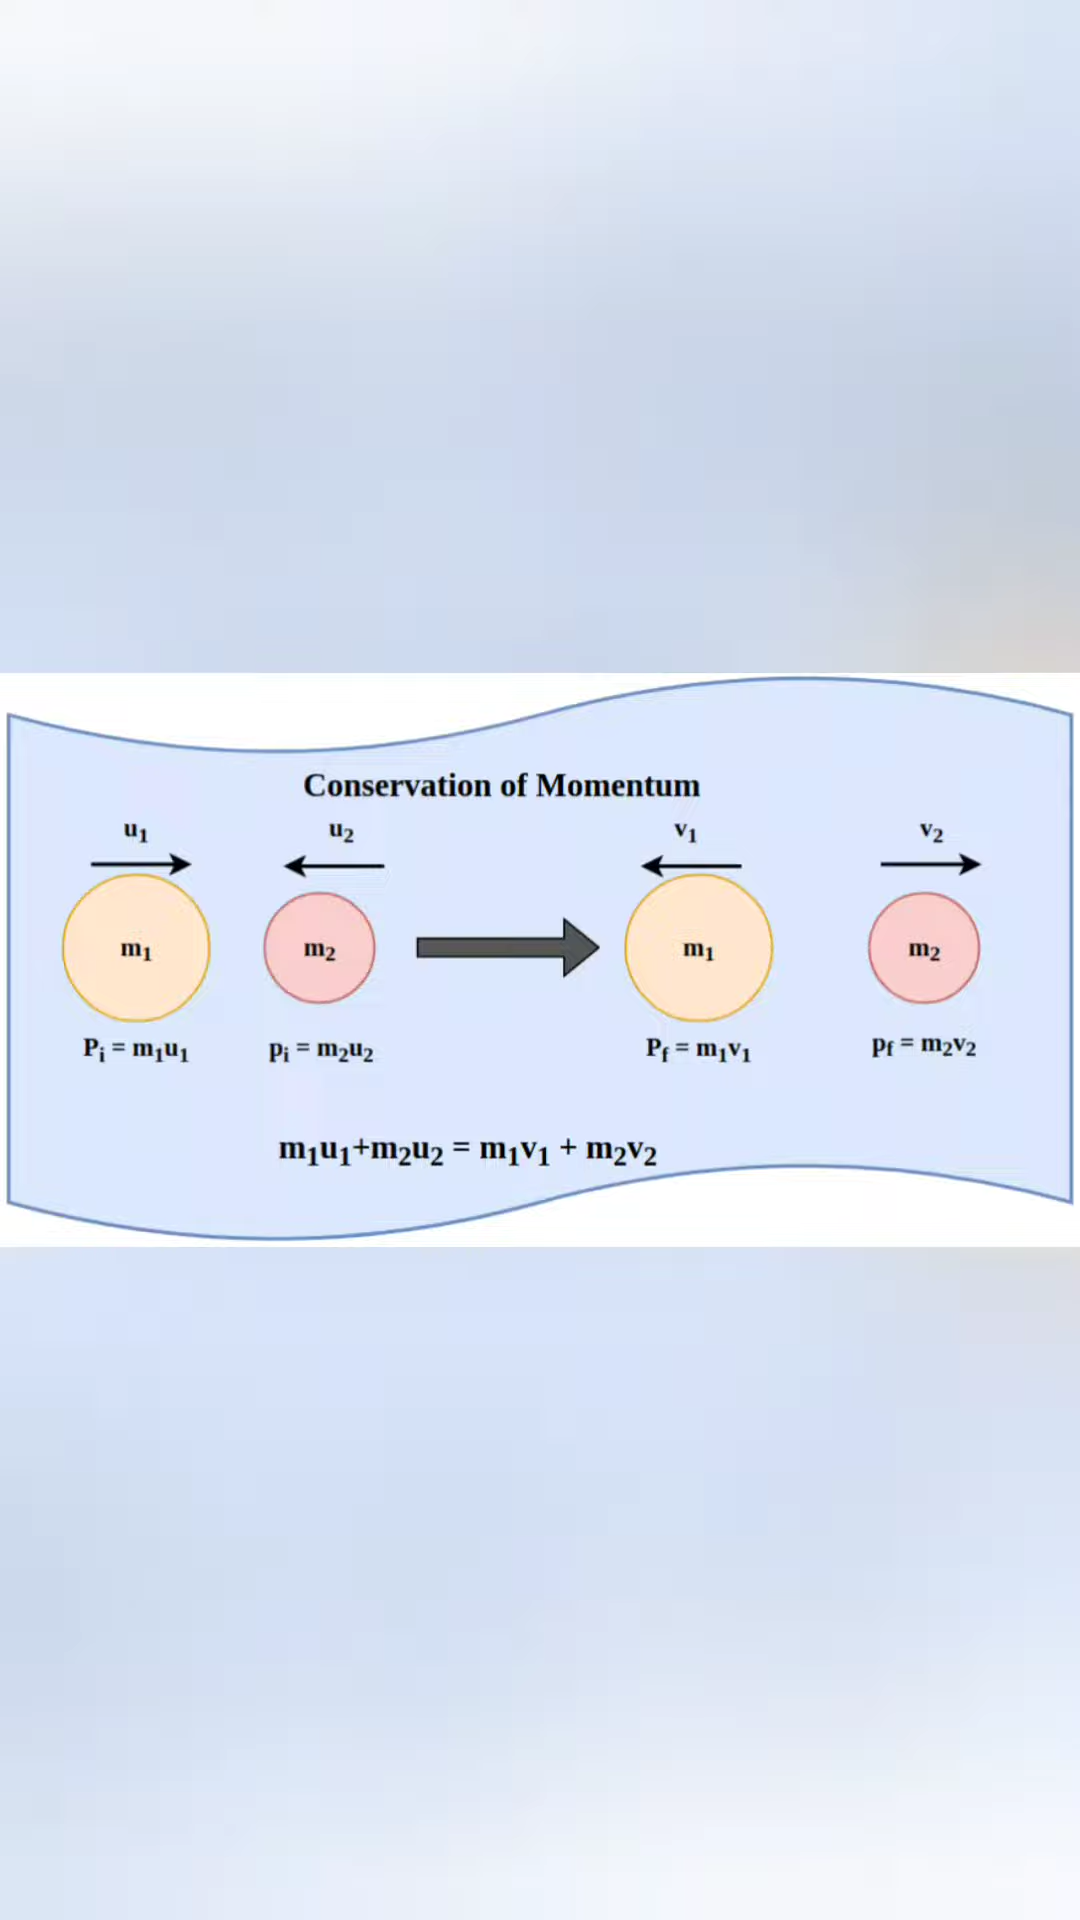 Conservation of Momentum
u₁ u₂ v₁ v₂
m₁ m₂ m₁ m₂
Pᵢ = m₁u₁ pᵢ = m₂u₂ P_f = m₁v₁ p_f = m₂v₂
m₁u₁+m₂u₂ = m₁v₁ + m₂v₂